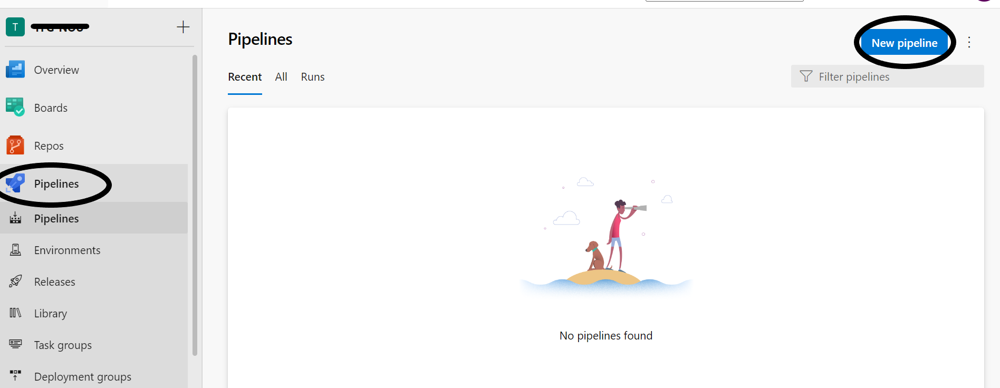 T
Overview
Boards
Repos
Pipelines
Pipelines
Environments
Releases
Library
Task groups
Deployment groups
Pipelines
New pipeline
Recent All Runs
Filter pipelines
No pipelines found